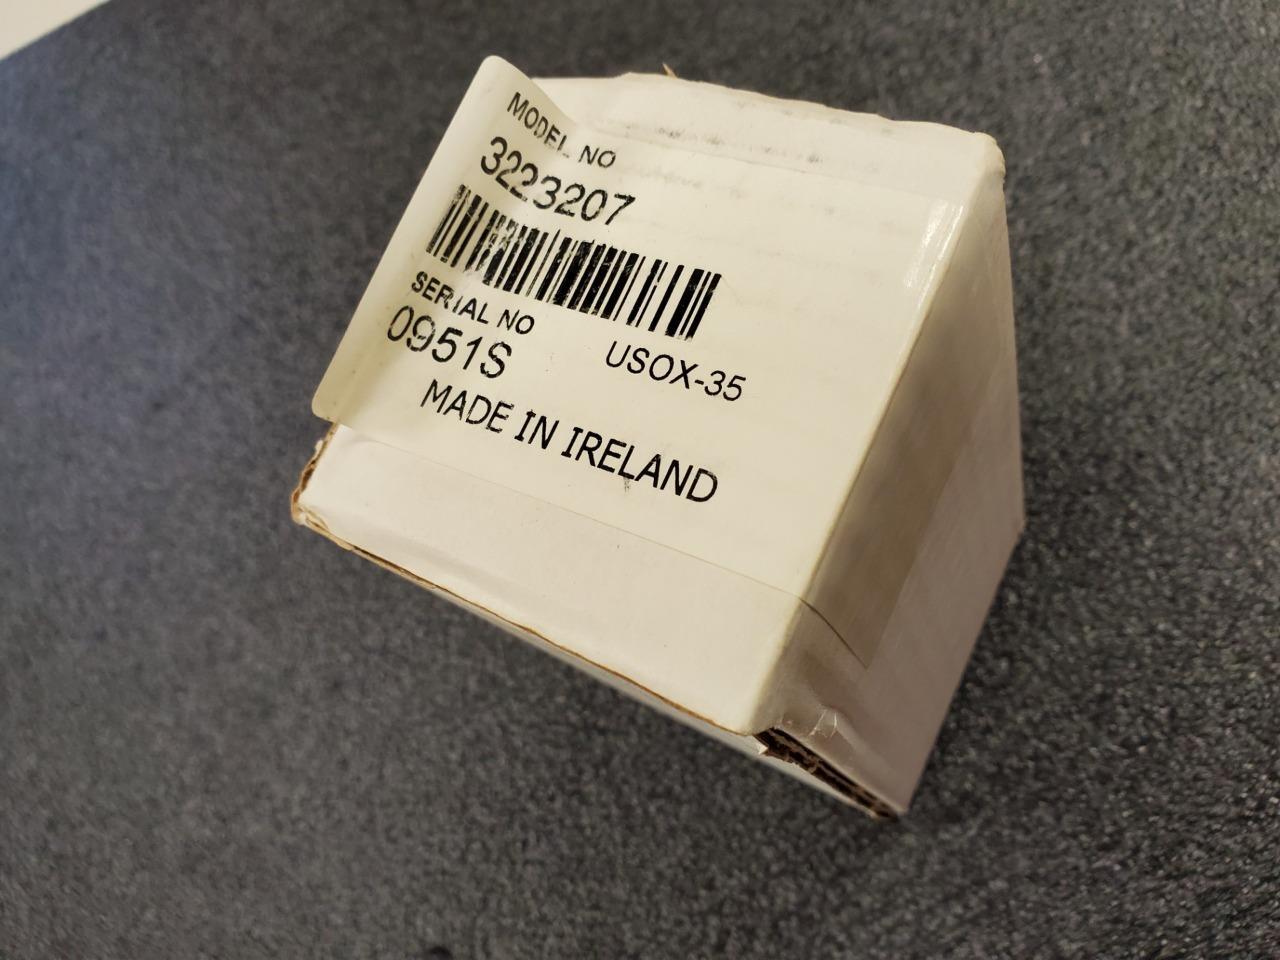 MODEL NO
3223207
SERIAL NO
0951S
USOX-35
MADE IN IRELAND